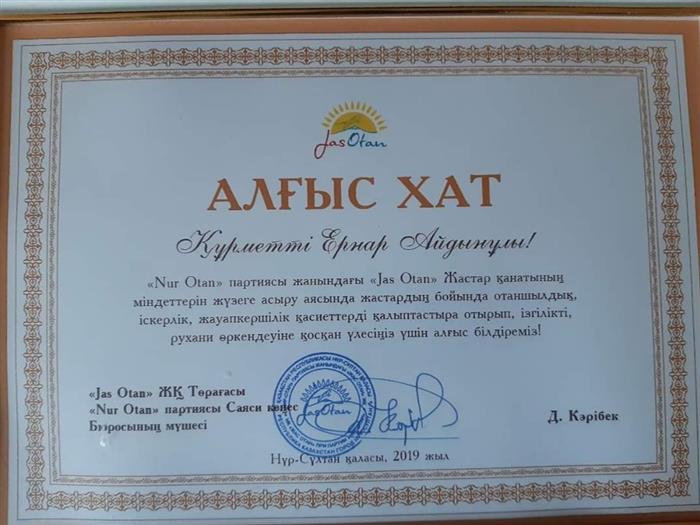 JasOtan
АЛҒЫС ХАТ
Құрметті Ернар Айдынұлы!
«Nur Otan» партиясы жанындағы «Jas Otan» Жастар қанатының
міндеттерін жүзеге асыру аясында жастардың бойында отаншылдық,
іскерлік, жауапкершілік қасиеттерді қалыптастыра отырып, ізгілікті,
рухани өркендеуіне қосқан үлесіңіз үшін алғыс білдіреміз!
«Jas Otan» ЖҚ Төрағасы
«Nur Otan» партиясы Саяси кеңес
Бюросының мүшесі
JasOtan
Д. Кәрібек
Нұр-Сұлтан қаласы, 2019 жыл